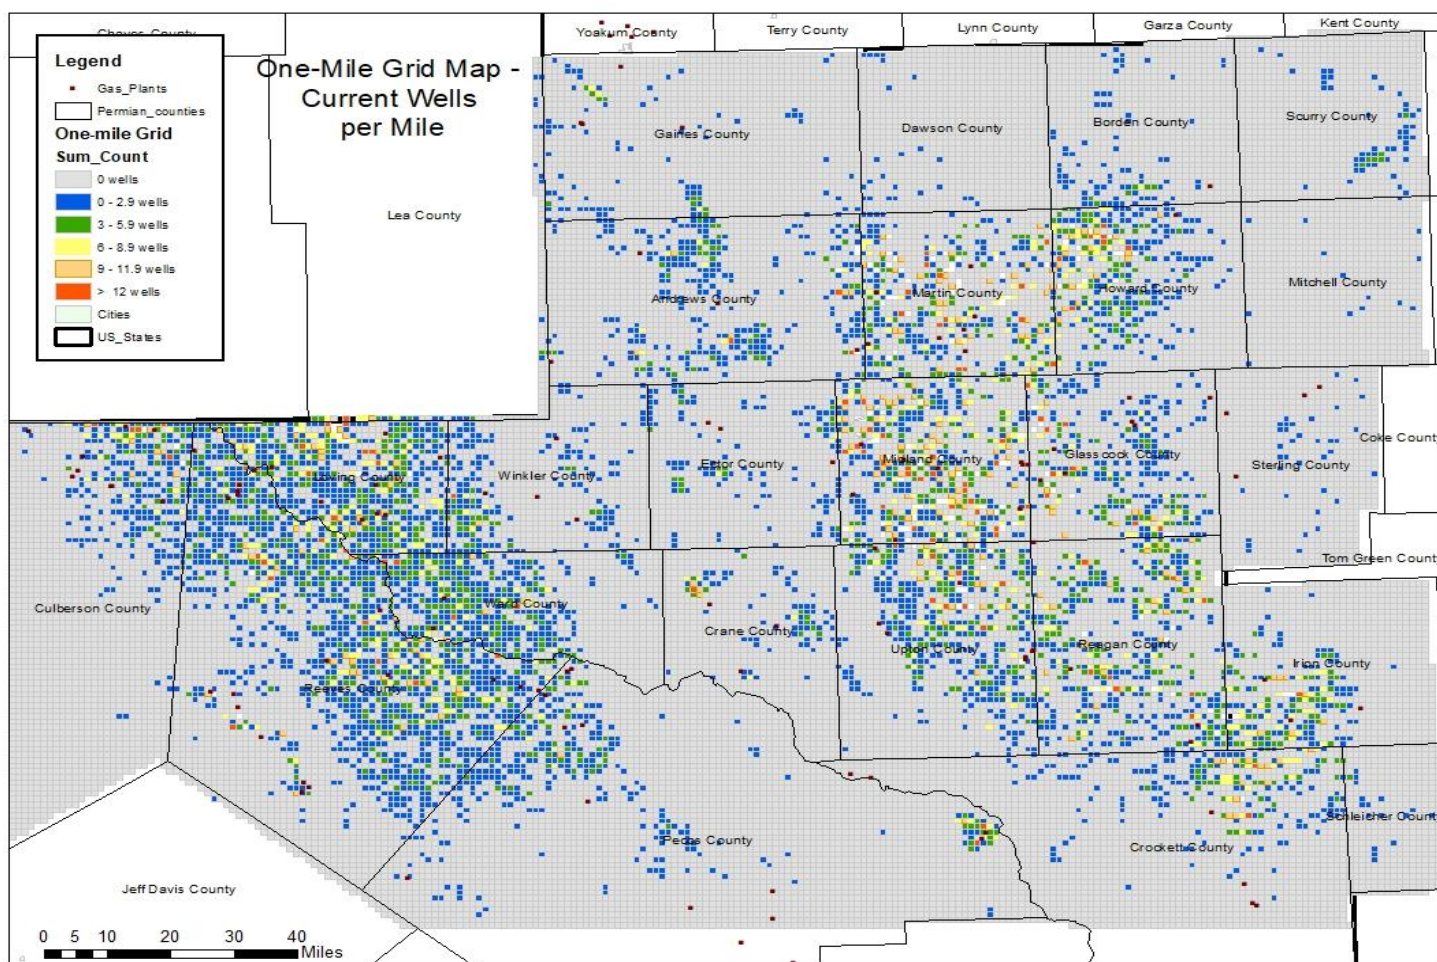 Chaves County
Yoakum County
Terry County
Lynn County
Garza County
Kent County
Legend
Gas_Plants
Permian_counties
One-mile Grid
Sum_Count
0 wells
0 - 2.9 wells
3 - 5.9 wells
6 - 8.9 wells
9 - 11.9 wells
> 12 wells
Cities
US_States
One-Mile Grid Map -
Current Wells
per Mile
Gaines County
Dawson County
Borden County
Scurry County
Lea County
Andrews County
Martin County
Howard County
Mitchell County
Loving County
Winkler County
Ector County
Midland County
Glasscock County
Sterling County
Coke County
Tom Green County
Culberson County
Ward County
Crane County
Upton County
Reagan County
Irion County
Reeves County
Pecos County
Crockett County
Schleicher County
Jeff Davis County
0 5 10 20 30 40
Miles